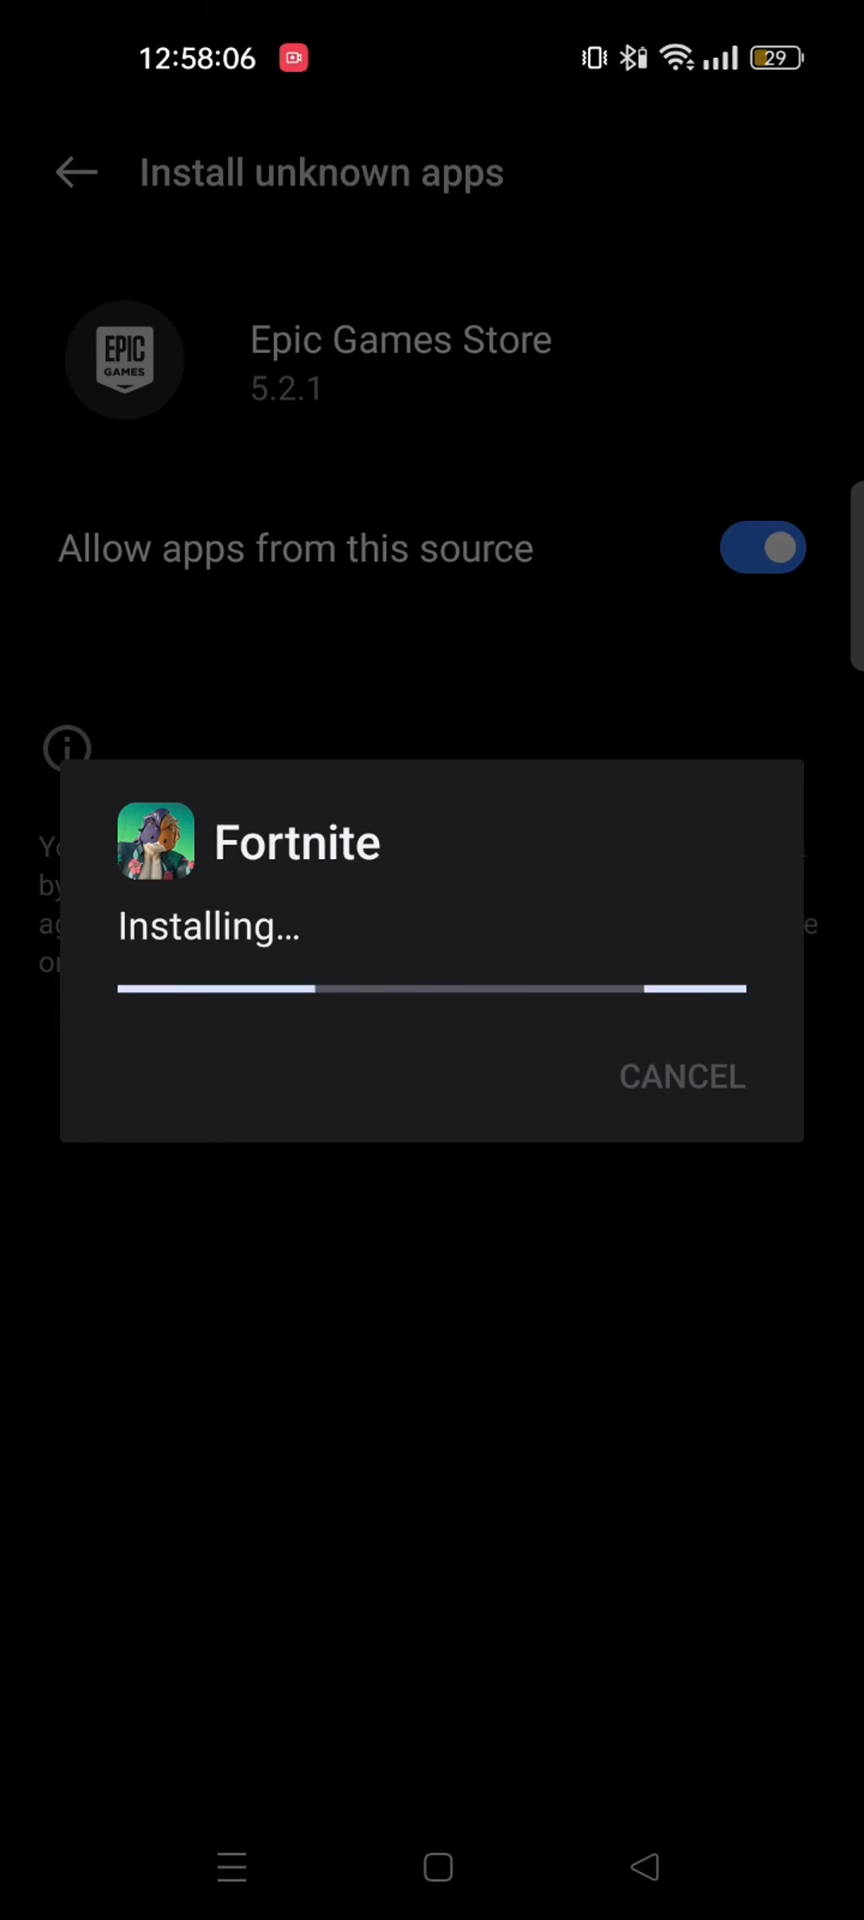 12:58:06
29
Install unknown apps
EPIC
GAMES
Epic Games Store
5.2.1
Allow apps from this source
Fortnite
Installing...
CANCEL